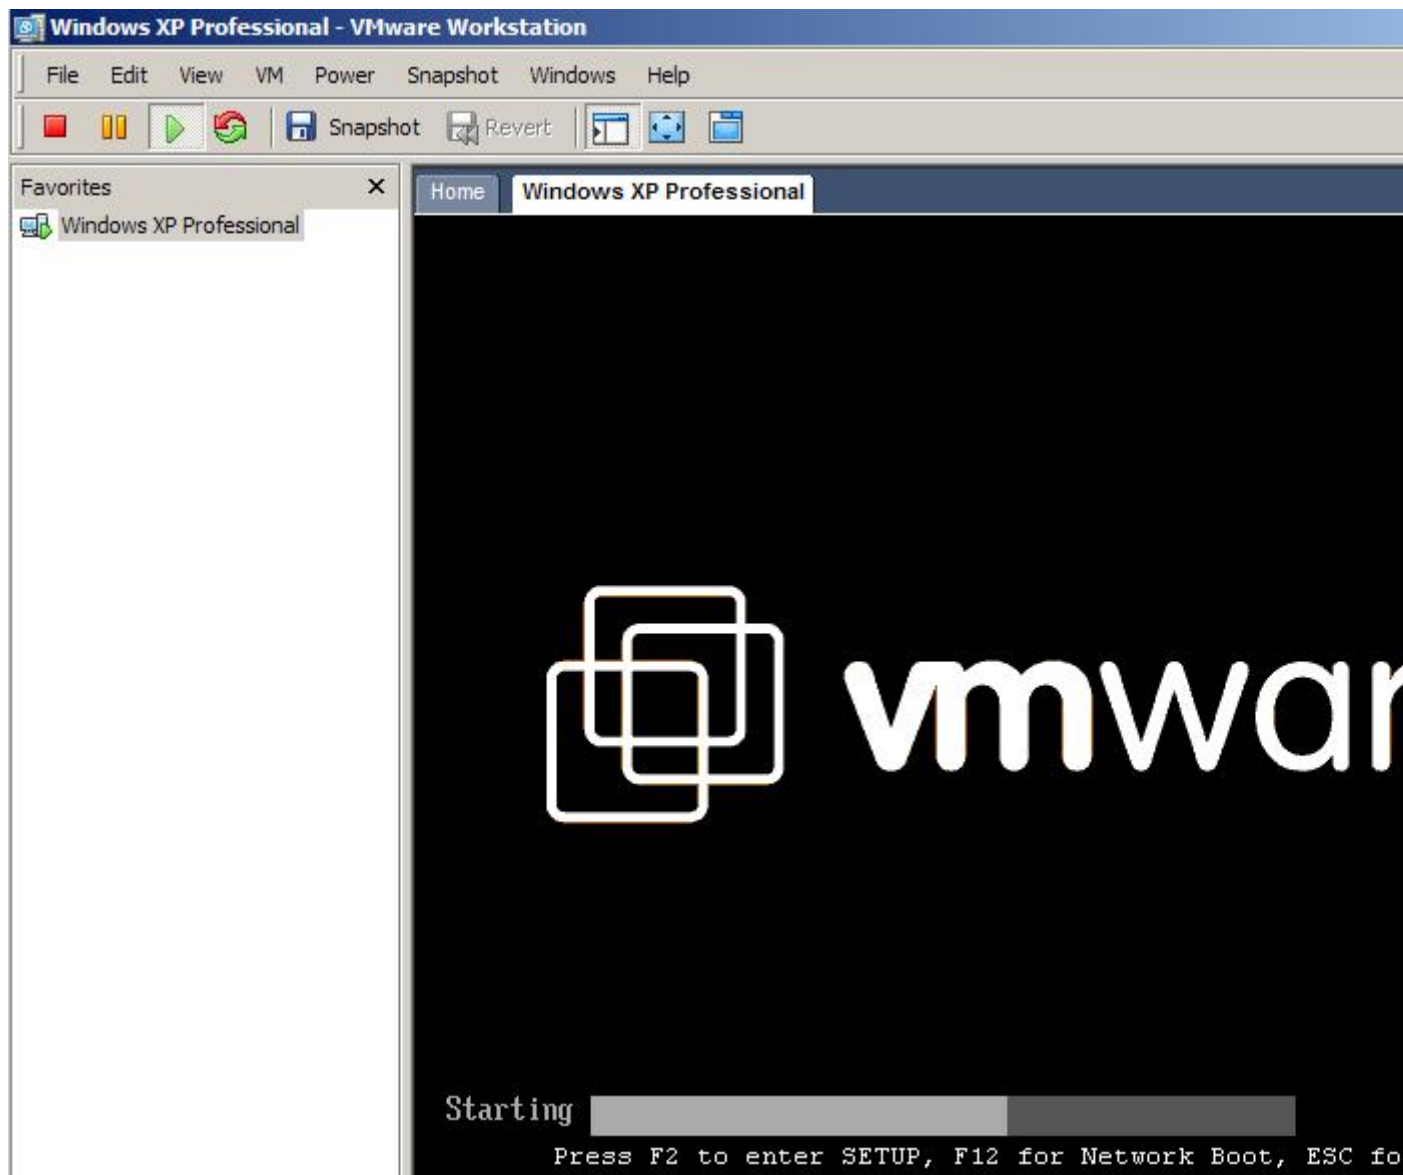 Windows XP Professional - VMware Workstation
File Edit View VM Power Snapshot Windows Help
Snapshot Revert
Favorites
Home Windows XP Professional
Windows XP Professional
vmwar
Starting
Press F2 to enter SETUP, F12 for Network Boot, ESC fo